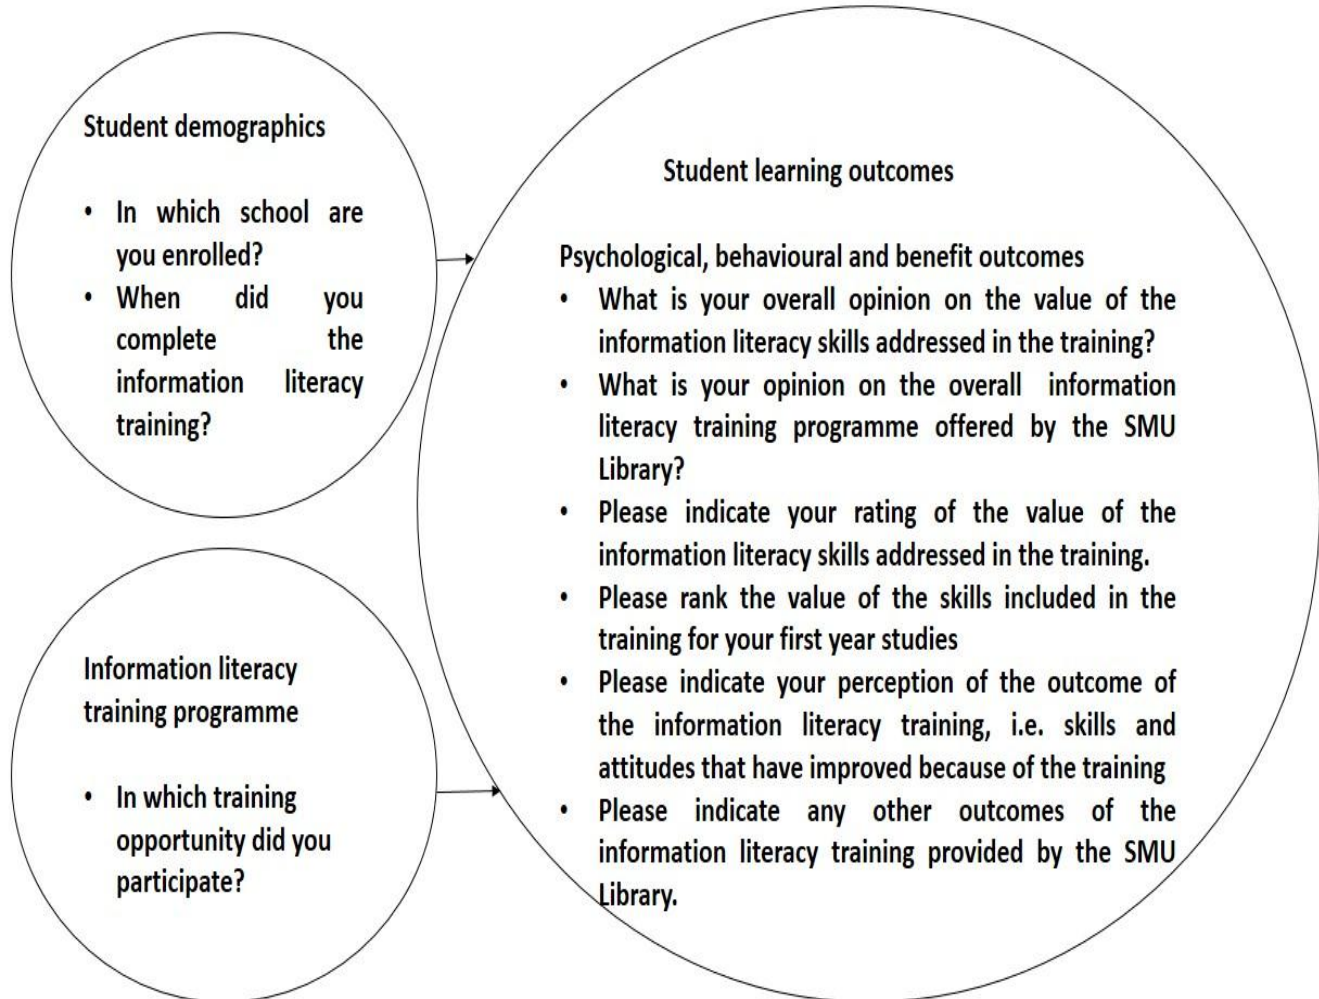 Student demographics
• In which school are
you enrolled?
• When did you
complete the
information literacy
training?
Information literacy
training programme
• In which training
opportunity did you
participate?
Student learning outcomes
Psychological, behavioural and benefit outcomes
• What is your overall opinion on the value of the
information literacy skills addressed in the training?
• What is your opinion on the overall information
literacy training programme offered by the SMU
Library?
• Please indicate your rating of the value of the
information literacy skills addressed in the training.
• Please rank the value of the skills included in the
training for your first year studies
• Please indicate your perception of the outcome of
the information literacy training, i.e. skills and
attitudes that have improved because of the training
• Please indicate any other outcomes of the
information literacy training provided by the SMU
Library.